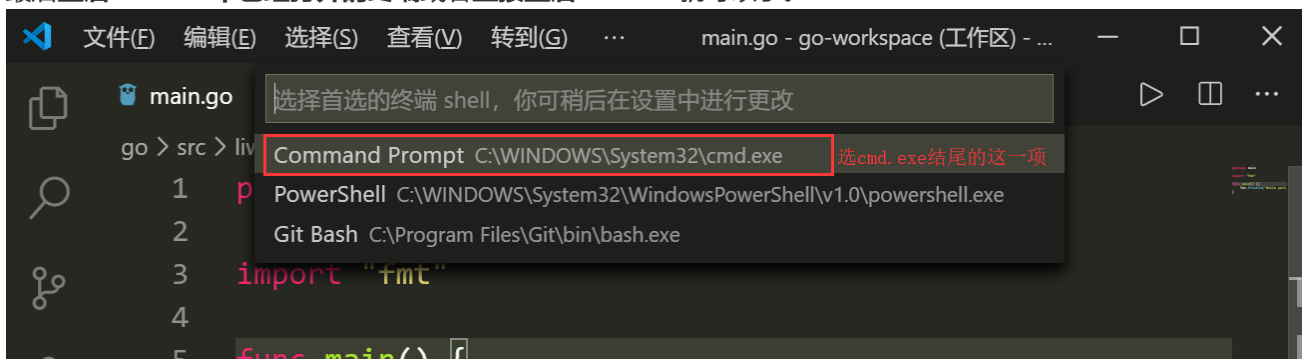 文件(F) 编辑(E) 选择(S) 查看(V) 转到(G) ··· main.go - go-workspace (工作区) - ...
main.go
选择首选的终端 shell，你可稍后在设置中进行更改
go > src > liw
Command Prompt C:\WINDOWS\System32\cmd.exe 选cmd.exe结尾的这一项
1 p
PowerShell C:\WINDOWS\System32\WindowsPowerShell\v1.0\powershell.exe
2
Git Bash C:\Program Files\Git\bin\bash.exe
3 import "fmt"
4
5 func main() {